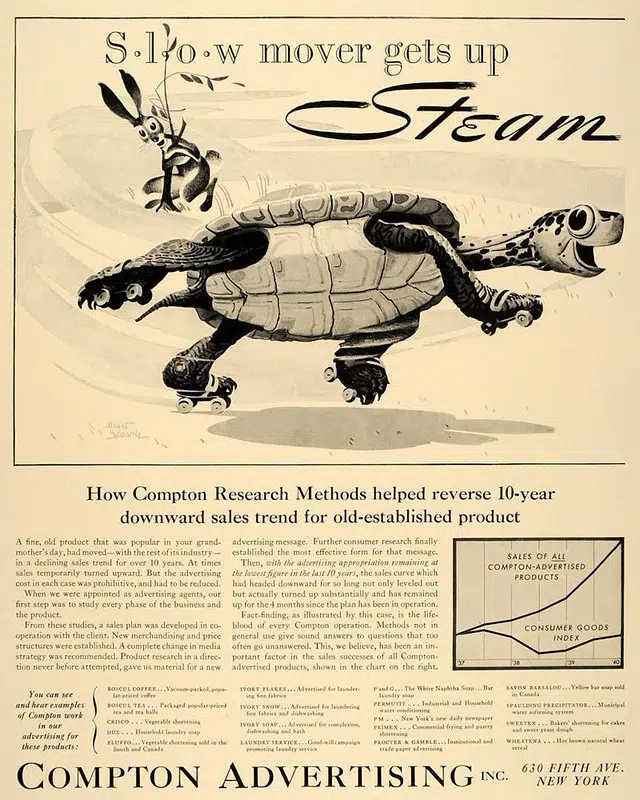 S·l·o·w mover gets up
Steam
How Compton Research Methods helped reverse 10-year
downward sales trend for old-established product
A fine, old product that was popular in your grand-
mother's day, had moved—with the rest of its industry—
in a declining sales trend for over 10 years. At times
sales temporarily turned upward. But the advertising
cost in each case was prohibitive, and had to be reduced.
When we were appointed as advertising agents, our
first step was to study every phase of the business and
the product.
From these studies, a sales plan was developed in co-
operation with the client. New merchandising and price
structures were established. A complete change in media
strategy was recommended. Product research in a direc-
tion never before attempted, gave us material for a new
advertising message. Further consumer research finally
established the most effective form for that message.
Then, with the advertising appropriation remaining at
the lowest figure in the last 10 years, the sales curve which
had headed downward for so long not only leveled out
but actually turned up substantially and has remained
up for the 4 months since the plan has been in operation.
Fact-finding, as illustrated by this case, is the life-
blood of every Compton operation. Methods not in
general use give sound answers to questions that too
often go unanswered. This, we believe, has been an im-
portant factor in the sales successes of all Compton-
advertised products, shown in the chart on the right.
SALES OF ALL
COMPTON-ADVERTISED
PRODUCTS
CONSUMER GOODS
INDEX
'37 '38 '39 '40
You can see
and hear examples
of Compton work
in our
advertising for
these products:
BOSCUL COFFEE...Vacuum-packed, popu-
lar-priced coffee
BOSCUL TEA...Packaged popular-priced
tea and tea balls
CRISCO...Vegetable shortening
DUZ...Household laundry soap
FLUFFO...Vegetable shortening sold in the
South and Canada
IVORY FLAKES...Advertised for launder-
ing fine fabrics
IVORY SNOW...Advertised for laundering
fine fabrics and dishwashing
IVORY SOAP...Advertised for complexion,
dishwashing and bath
LAUNDRY SERVICE...Good-will campaign
promoting laundry service
P and G...The White Naphtha Soap...Bar
laundry soap
PERMUTIT...Industrial and Household
water conditioning
PM...New York's new daily newspaper
PRIMEX...Commercial frying and pastry
shortening
PROCTER & GAMBLE...Institutional and
trade-paper advertising
SAVON BARSALOU...Yellow bar soap sold
in Canada
SPAULDING PRECIPITATOR...Municipal
water softening system
SWEETEX...Bakers' shortening for cakes
and sweet yeast dough
WHEATENA...Hot brown natural wheat
cereal
COMPTON ADVERTISING INC.
630 FIFTH AVE.
NEW YORK